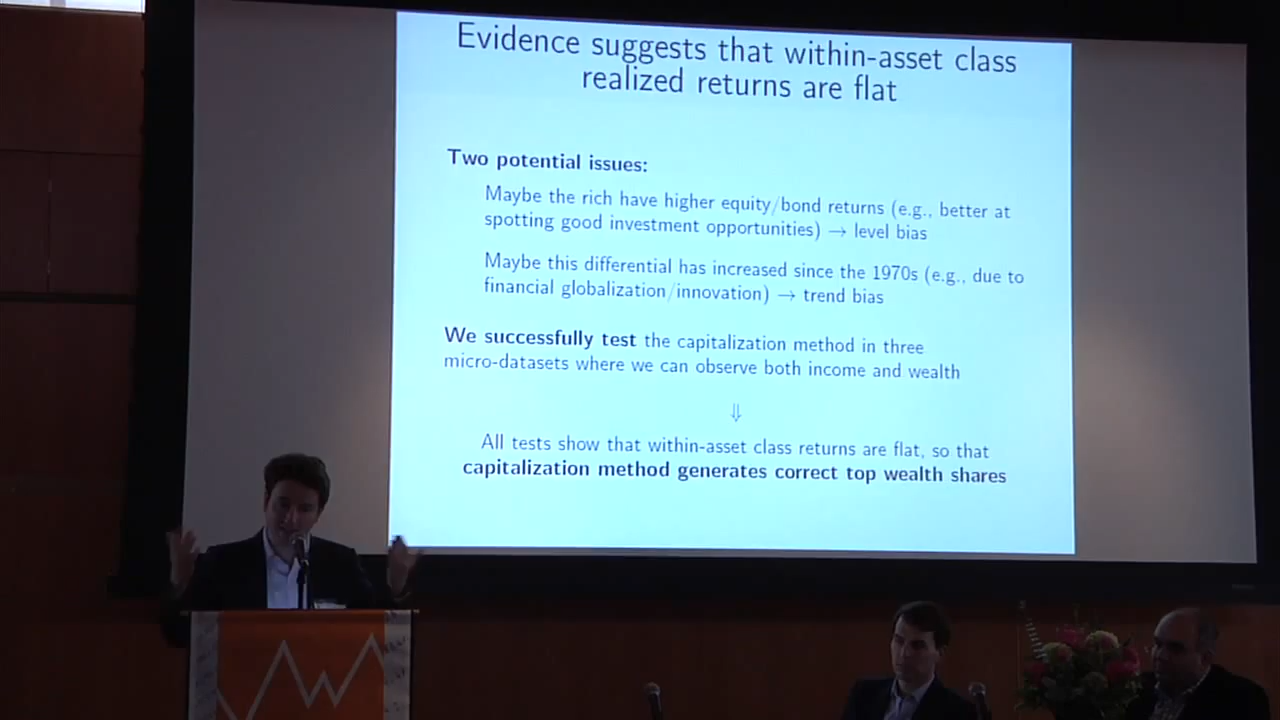 Evidence suggests that within-asset class
realized returns are flat
Two potential issues:
Maybe the rich have higher equity/bond returns (e.g., better at
spotting good investment opportunities) → level bias
Maybe this differential has increased since the 1970s (e.g., due to
financial globalization/innovation) → trend bias
We successfully test the capitalization method in three
micro-datasets where we can observe both income and wealth
⇓
All tests show that within-asset class returns are flat, so that
capitalization method generates correct top wealth shares